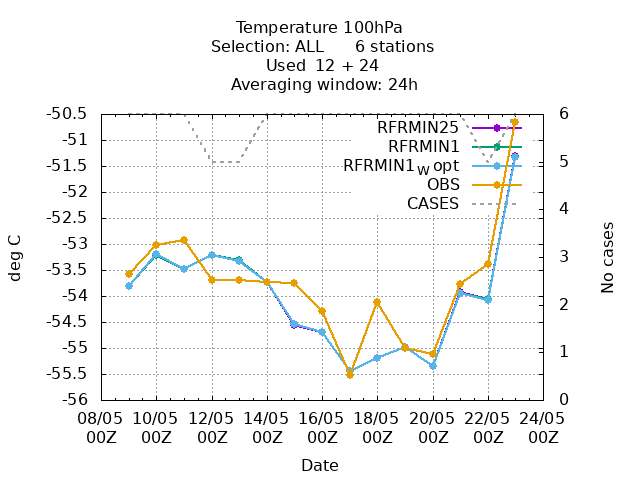 Temperature 100hPa
Selection: ALL 6 stations
Used 12 + 24
Averaging window: 24h
-50.5
-51
-51.5
-52
-52.5
-53
-53.5
-54
-54.5
-55
-55.5
-56
deg C
RFRMIN25
RFRMIN1
RFRMIN1w opt
OBS
CASES
6
5
4
3
2
1
0
No cases
08/05 10/05 12/05 14/05 16/05 18/05 20/05 22/05 24/05
00Z 00Z 00Z 00Z 00Z 00Z 00Z 00Z 00Z
Date